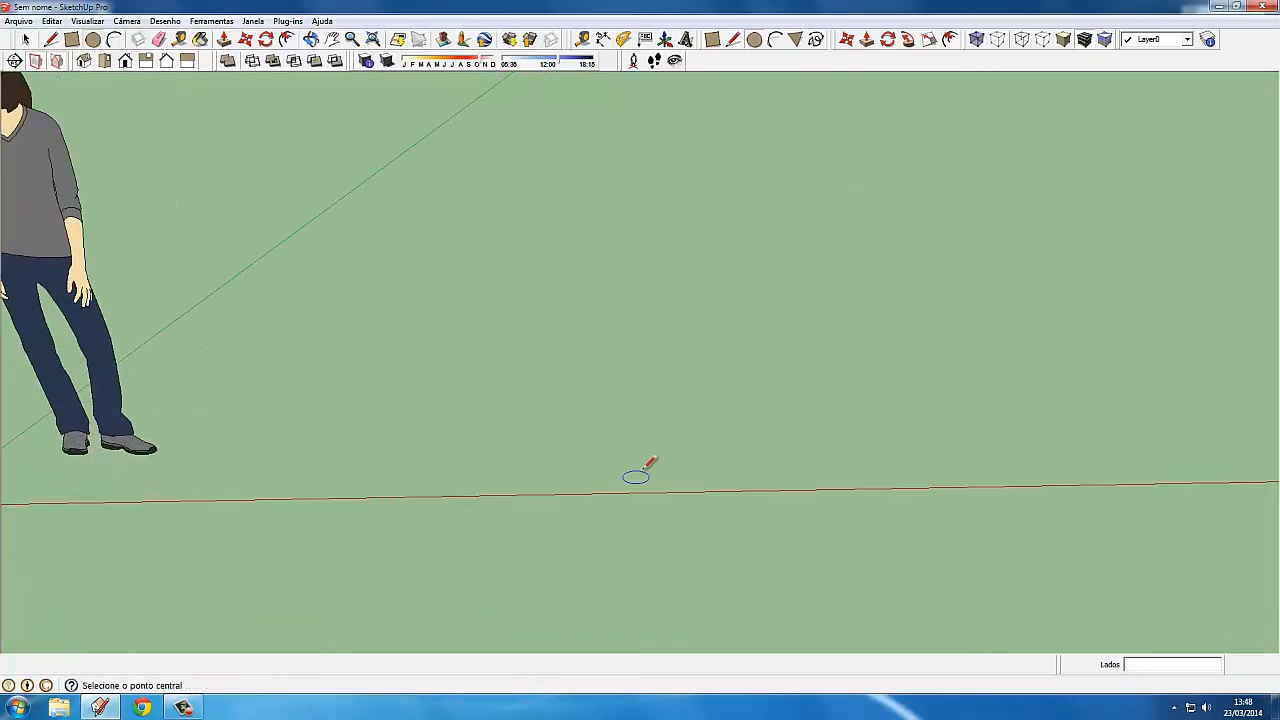 Sem nome - SketchUp Pro
Arquivo Editar Visualizar Câmera Desenho Ferramentas Janela Plug-ins Ajuda
Layer0
J F M A M J J A S O N D 05:36 12:00 18:15
Lados
Selecione o ponto central
13:48
23/03/2014